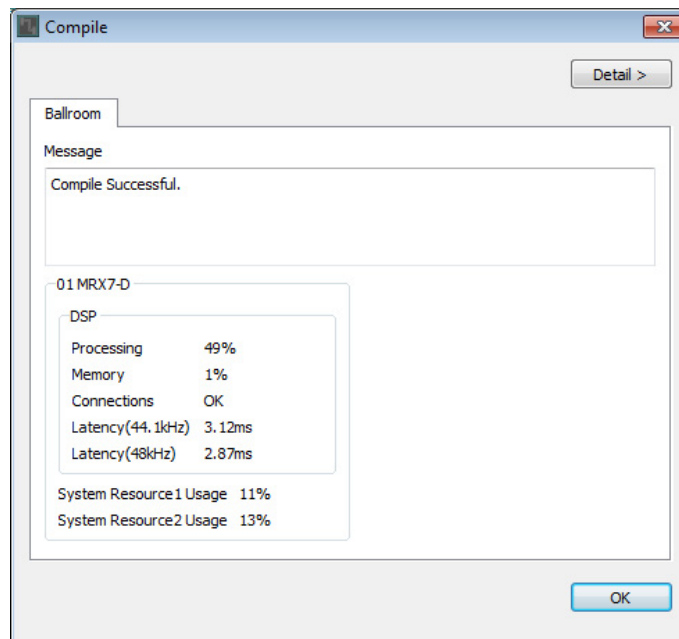 Compile
Detail >
Ballroom
Message
Compile Successful.
01 MRX7-D
DSP
Processing 49%
Memory 1%
Connections OK
Latency(44.1kHz) 3.12ms
Latency(48kHz) 2.87ms
System Resource1 Usage 11%
System Resource2 Usage 13%
OK